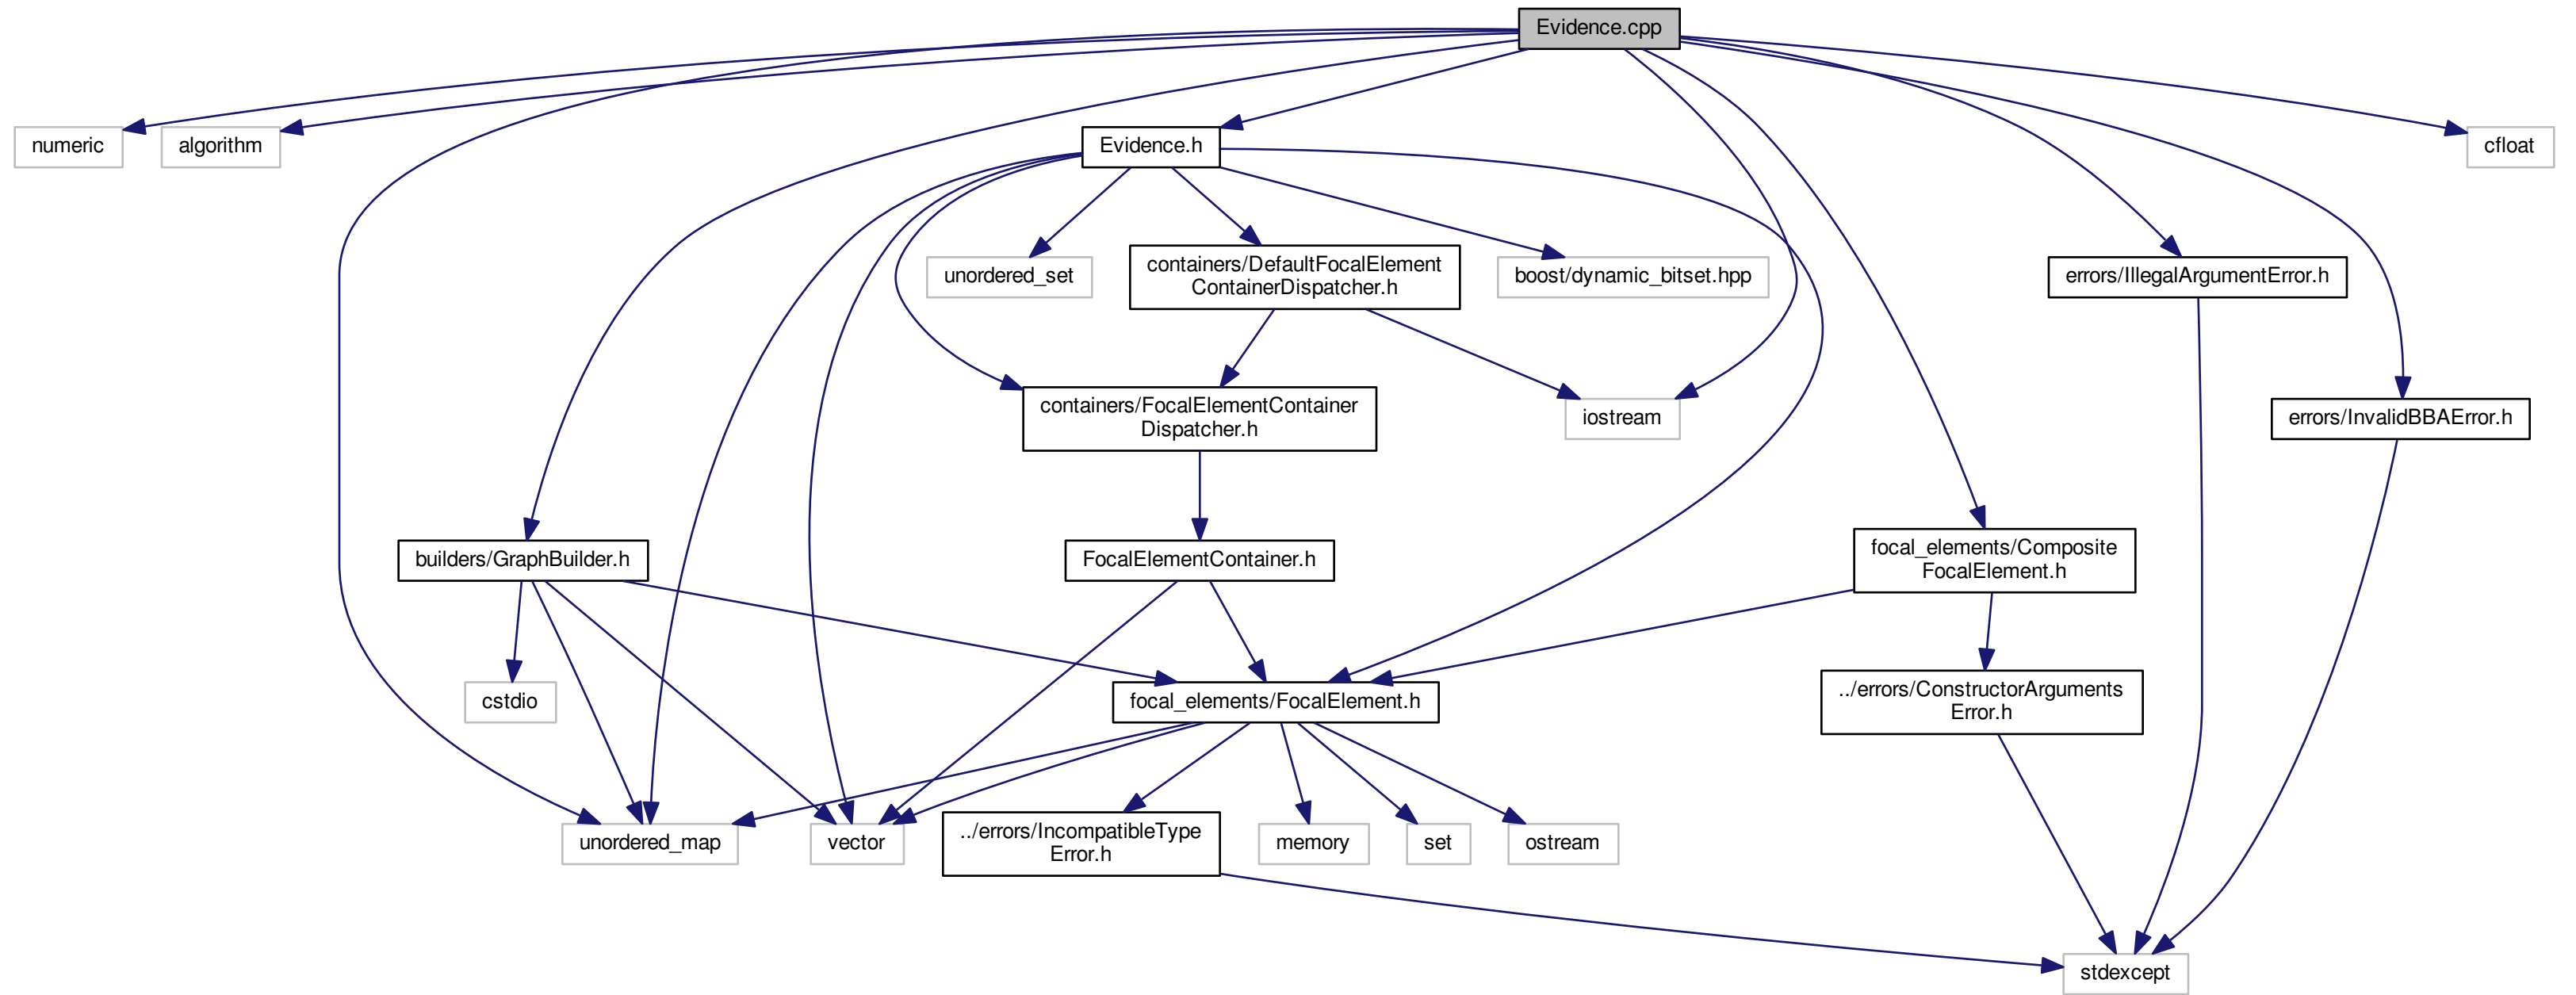 Evidence.cpp
numeric
algorithm
Evidence.h
cfloat
unordered_set
containers/DefaultFocalElement
ContainerDispatcher.h
boost/dynamic_bitset.hpp
errors/IllegalArgumentError.h
containers/FocalElementContainer
Dispatcher.h
iostream
errors/InvalidBBAError.h
builders/GraphBuilder.h
FocalElementContainer.h
focal_elements/Composite
FocalElement.h
cstdio
focal_elements/FocalElement.h
../errors/ConstructorArguments
Error.h
unordered_map
vector
../errors/IncompatibleType
Error.h
memory
set
ostream
stdexcept